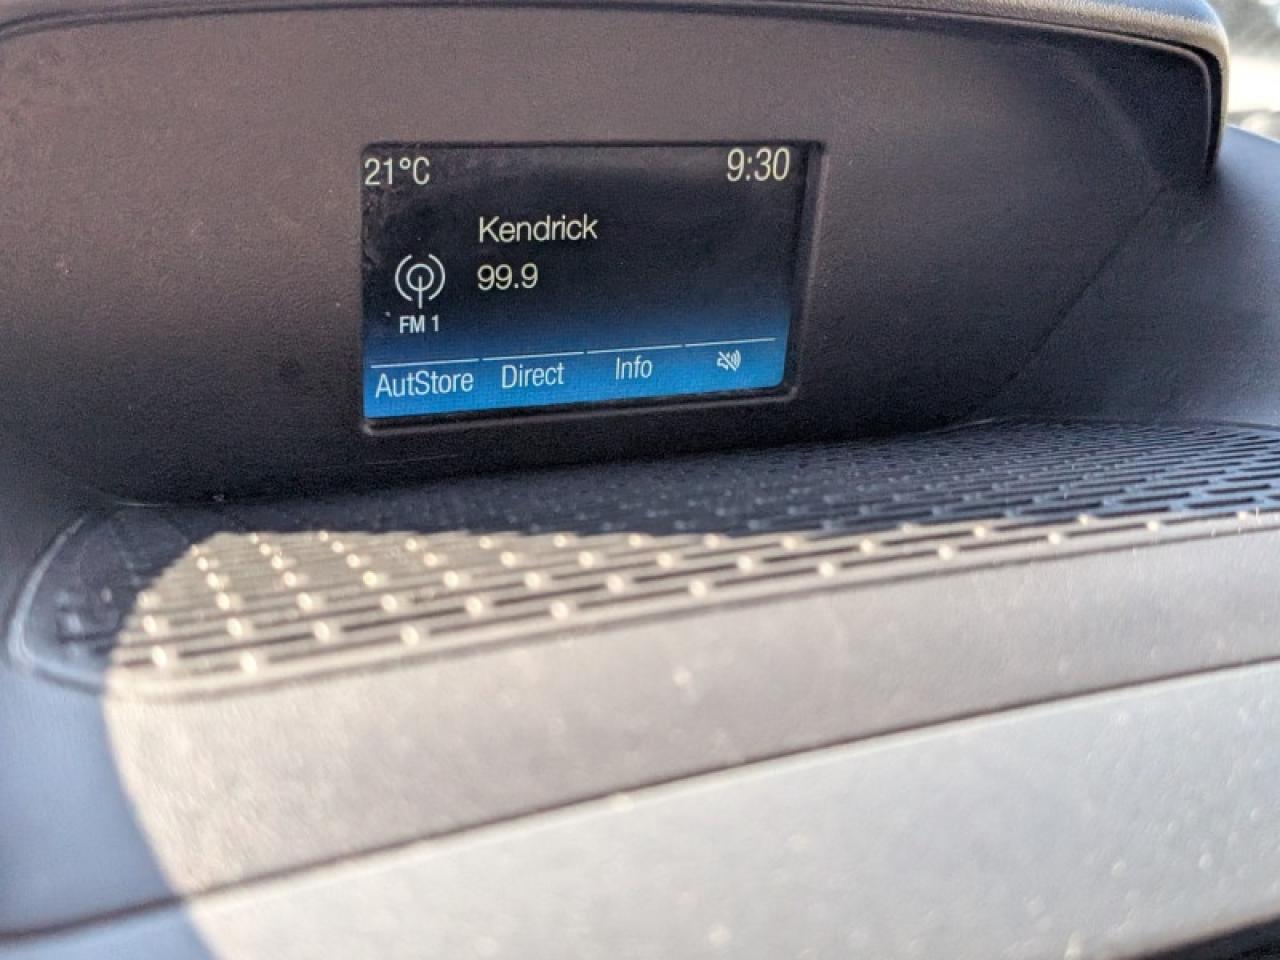 21°C 9:30
Kendrick
99.9
FM 1
AutStore Direct Info